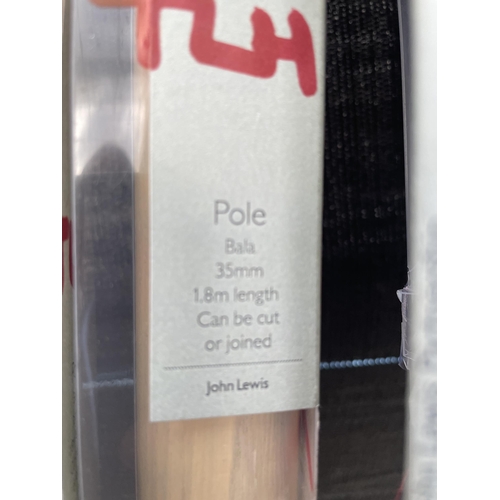 Pole
Bala
35mm
1.8m length
Can be cut
or joined
John Lewis